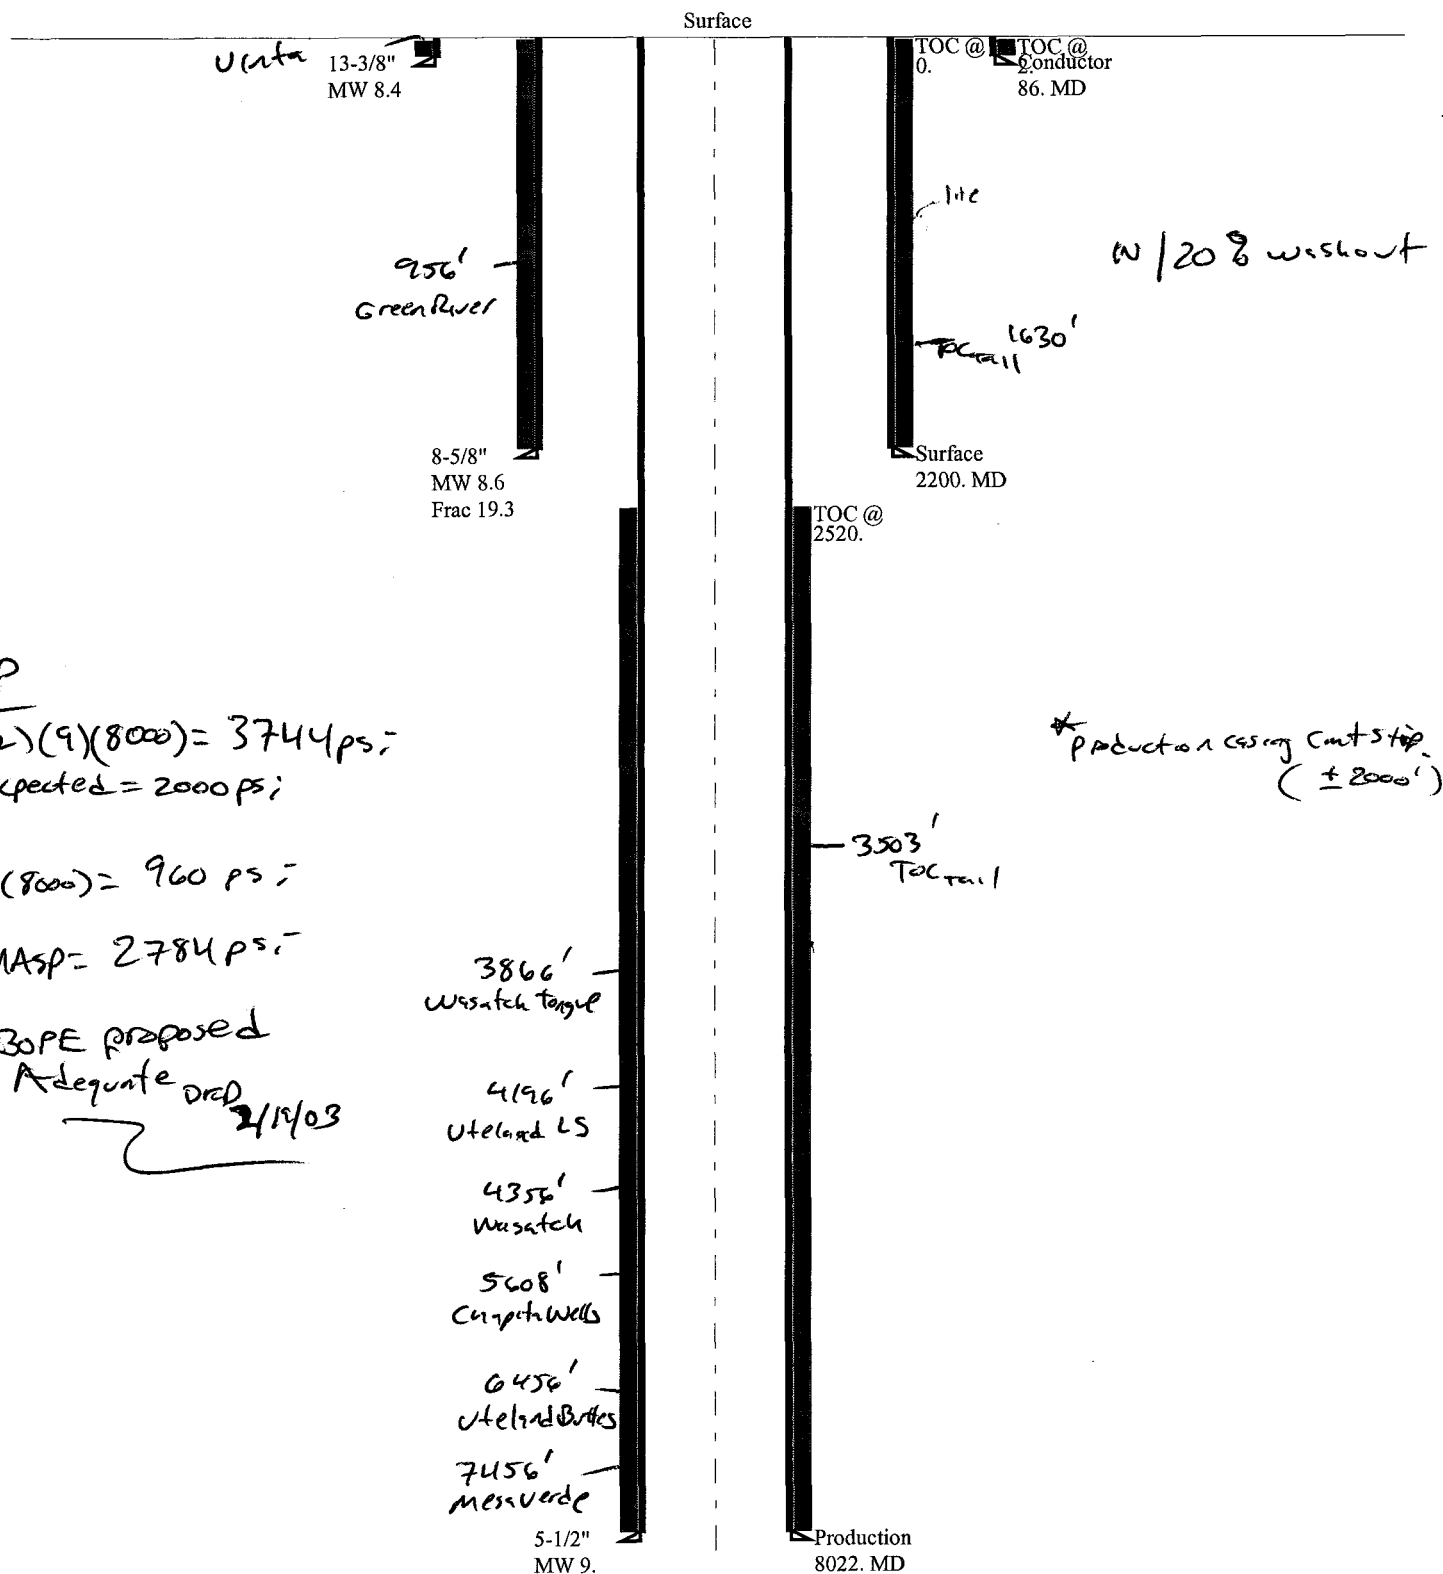 Surface
Uinta
13-3/8"
MW 8.4
TOC @
0.
TOC @
2.
Conductor
86. MD
lite
956'
Green River
w/20% washout
TOC tail 1630'
8-5/8"
MW 8.6
Frac 19.3
Surface
2200. MD
TOC @
2520.
P
2)(9)(8000)= 3744 psi
xpected = 2000 psi
(8000)= 960 psi
MASP= 2784 psi
BOPE proposed
Adequate
2/19/03
* Production casing cmt stip.
(± 2000')
3503'
TOC tail
3866'
Wasatch tongue
4196'
Uteland LS
4356'
Wasatch
5608'
Chapita Wells
6456'
Uteland Buttes
7456'
Mesaverde
5-1/2"
MW 9.
Production
8022. MD